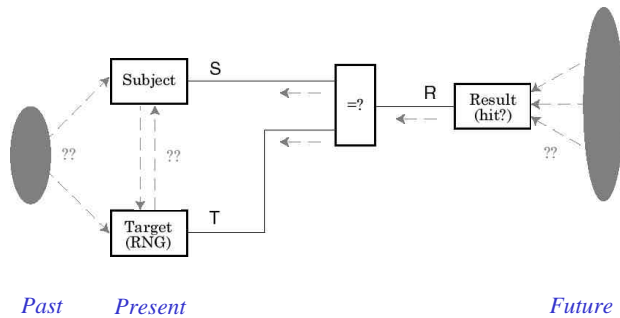 Subject
S
=?
R
Result
(hit?)
??
??
??
Target
(RNG)
T
Past
Present
Future